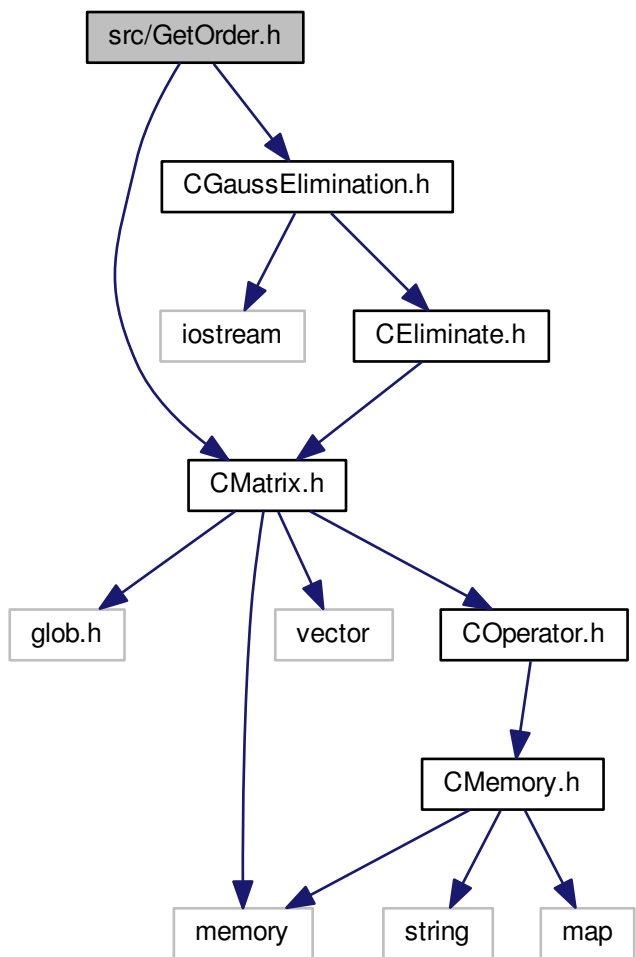 src/GetOrder.h
CGaussElimination.h
iostream
CEliminate.h
CMatrix.h
glob.h
vector
COperator.h
CMemory.h
memory
string
map